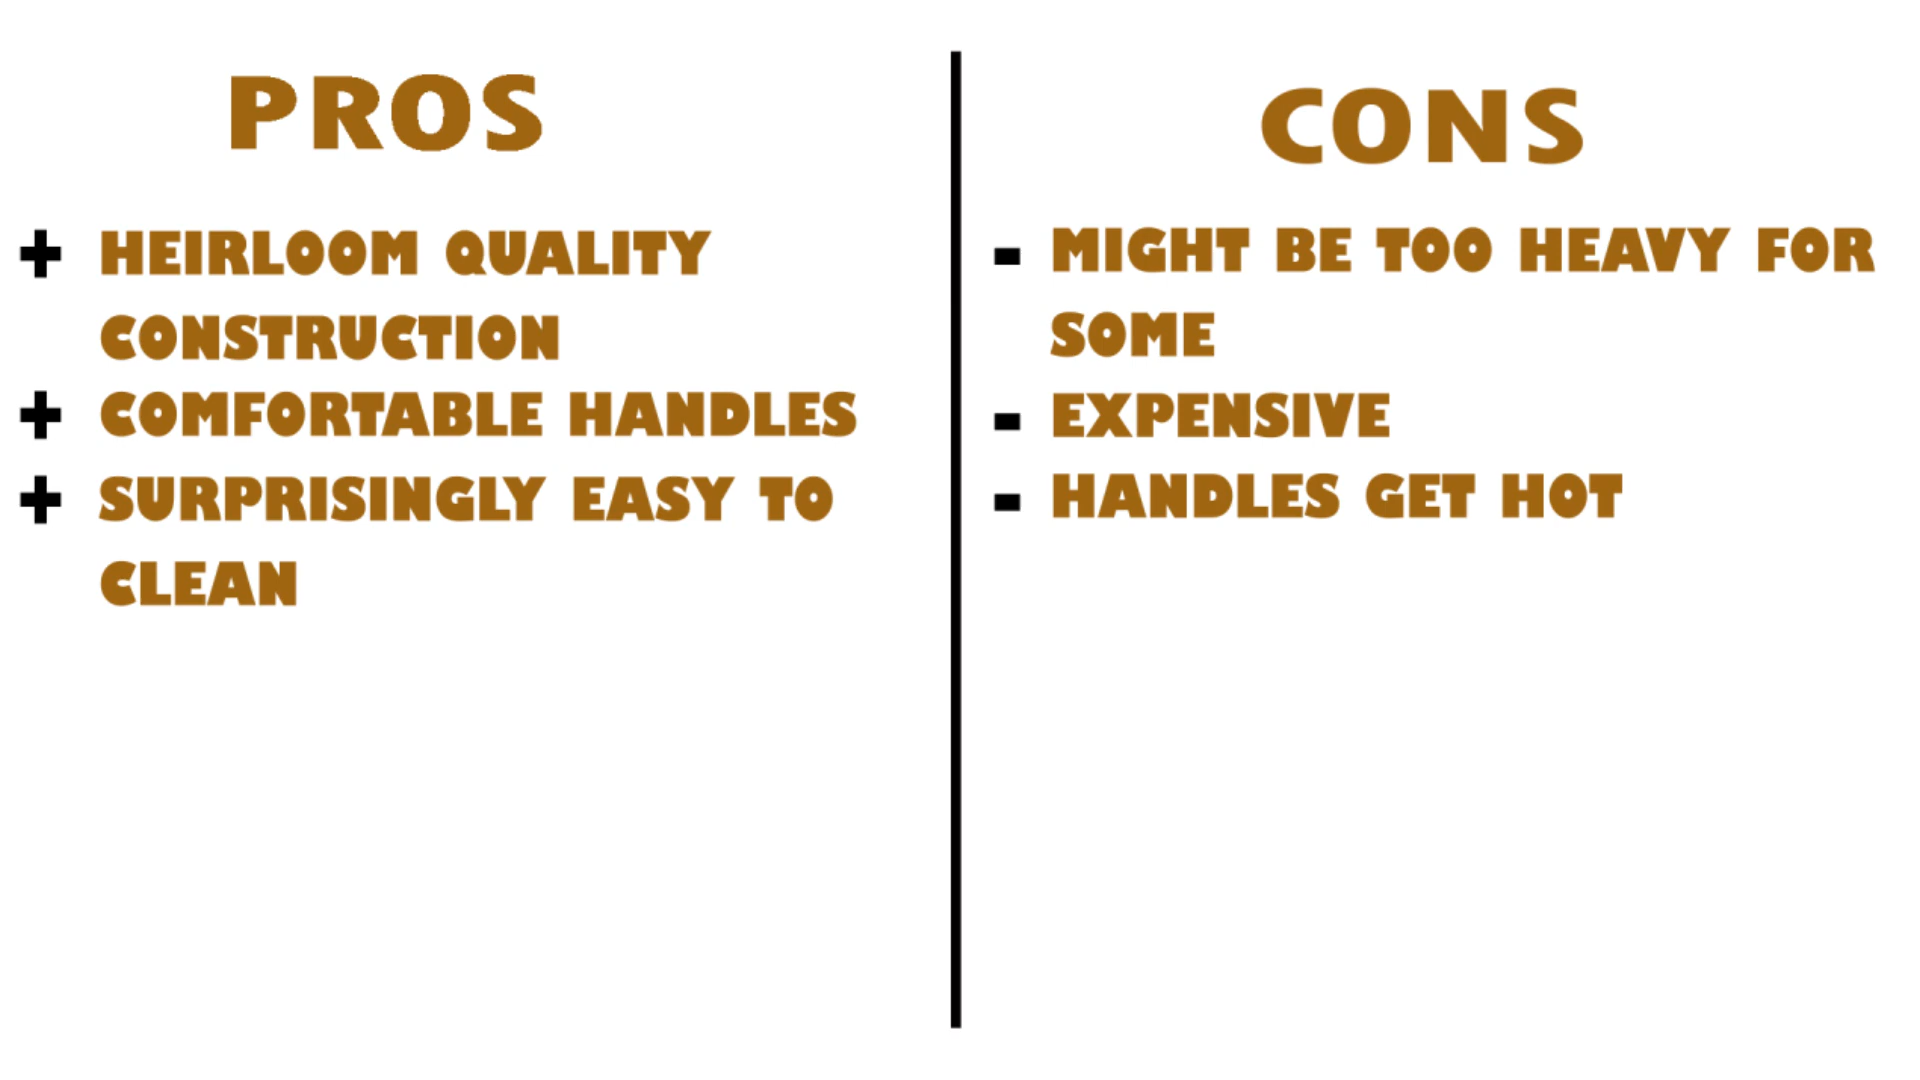 PROS
+ HEIRLOOM QUALITY
CONSTRUCTION
+ COMFORTABLE HANDLES
+ SURPRISINGLY EASY TO
CLEAN
CONS
- MIGHT BE TOO HEAVY FOR
SOME
- EXPENSIVE
- HANDLES GET HOT